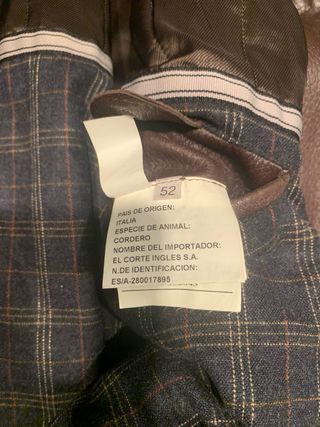 52
PAIS DE ORIGEN:
ITALIA
ESPECIE DE ANIMAL:
CORDERO
NOMBRE DEL IMPORTADOR:
EL CORTE INGLES S.A.
N.DE IDENTIFICACION:
ES/A-280017895